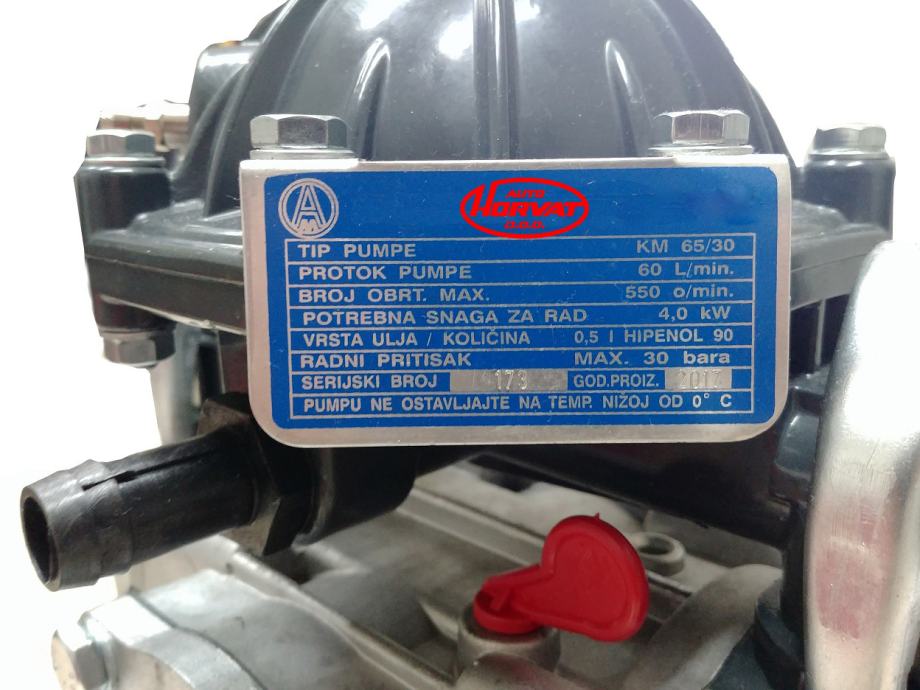 AUTO
HORVAT
D.O.O.
TIP PUMPE KM 65/30
PROTOK PUMPE 60 L/min.
BROJ OBRT. MAX. 550 o/min.
POTREBNA SNAGA ZA RAD 4,0 kW
VRSTA ULJA / KOLIČINA 0,5 l HIPENOL 90
RADNI PRITISAK MAX. 30 bara
SERIJSKI BROJ 173 GOD.PROIZ. 2017
PUMPU NE OSTAVLJAJTE NA TEMP. NIŽOJ OD 0° C